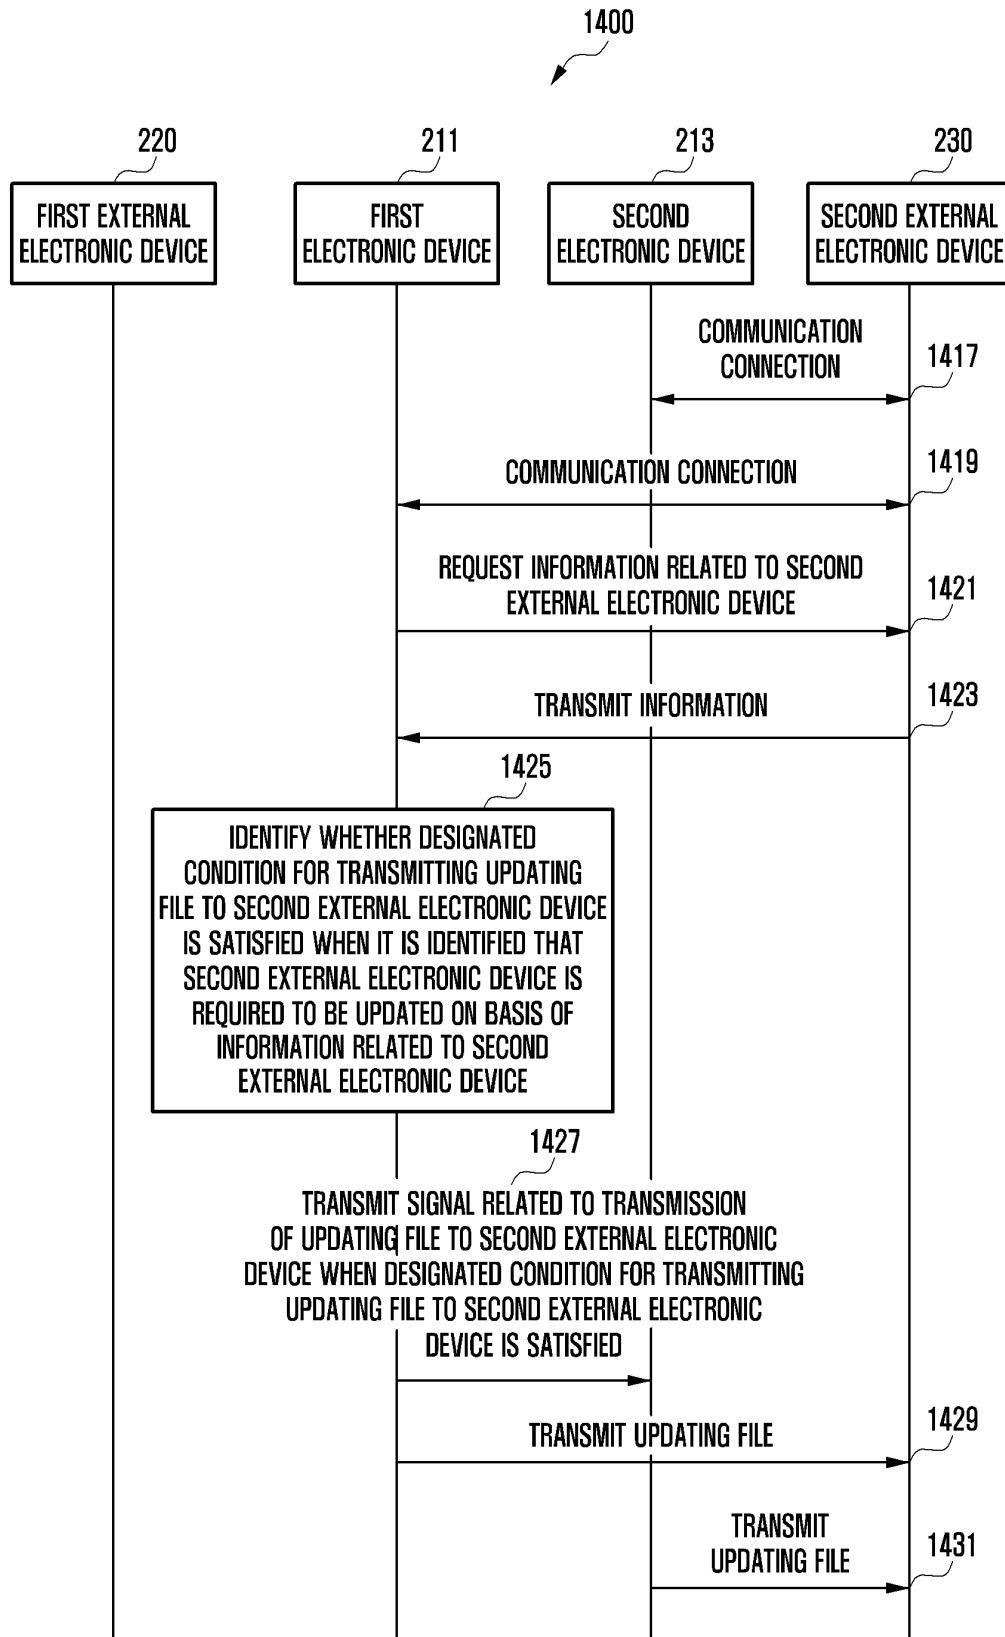 1400
220
211
213
230
FIRST EXTERNAL
ELECTRONIC DEVICE
FIRST
ELECTRONIC DEVICE
SECOND
ELECTRONIC DEVICE
SECOND EXTERNAL
ELECTRONIC DEVICE
COMMUNICATION
CONNECTION
1417
COMMUNICATION CONNECTION
1419
REQUEST INFORMATION RELATED TO SECOND
EXTERNAL ELECTRONIC DEVICE
1421
TRANSMIT INFORMATION
1423
1425
IDENTIFY WHETHER DESIGNATED
CONDITION FOR TRANSMITTING UPDATING
FILE TO SECOND EXTERNAL ELECTRONIC DEVICE
IS SATISFIED WHEN IT IS IDENTIFIED THAT
SECOND EXTERNAL ELECTRONIC DEVICE IS
REQUIRED TO BE UPDATED ON BASIS OF
INFORMATION RELATED TO SECOND
EXTERNAL ELECTRONIC DEVICE
1427
TRANSMIT SIGNAL RELATED TO TRANSMISSION
OF UPDATING FILE TO SECOND EXTERNAL ELECTRONIC
DEVICE WHEN DESIGNATED CONDITION FOR TRANSMITTING
UPDATING FILE TO SECOND EXTERNAL ELECTRONIC
DEVICE IS SATISFIED
TRANSMIT UPDATING FILE
1429
TRANSMIT
UPDATING FILE
1431